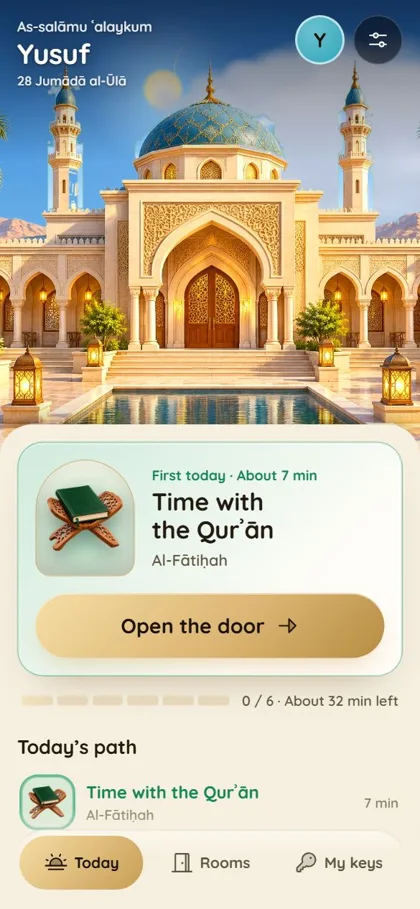 As-salāmu ʿalaykum
Yusuf
28 Jumādā al-Ūlā
Y
First today · About 7 min
Time with
the Qurʾān
Al-Fātiḥah
Open the door
0 / 6 · About 32 min left
Today’s path
Time with the Qurʾān
Al-Fātiḥah
7 min
Today
Rooms
My keys